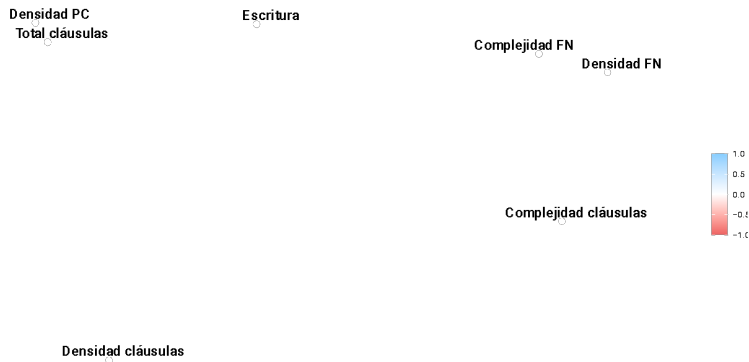 Densidad PC
Escritura
Total cláusulas
Complejidad FN
Densidad FN
1.0
0.5
0.0
−0.5
−1.0
Complejidad cláusulas
Densidad cláusulas